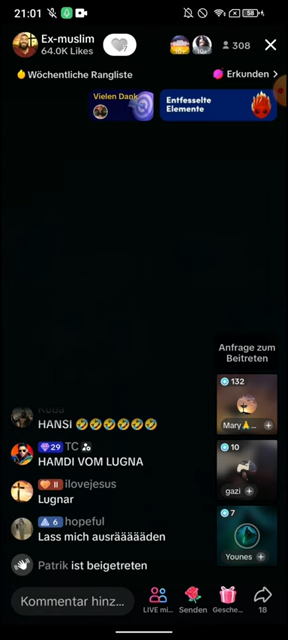 21:01
58
Ex-muslim
64.0K Likes
308
Wöchentliche Rangliste
Erkunden >
Vielen Dank
Entfesselte
Elemente
Anfrage zum
Beitreten
132
Mary🙏...
HANSI 🤣🤣🤣🤣🤣🤣
29 TC
HAMDI VOM LUGNA
10
gazi
II ilovejesus
Lugnar
6 hopeful
Lass mich ausräääääden
7
Younes
Patrik ist beigetreten
Kommentar hinz...
LIVE mi...
Senden
Gesche...
18